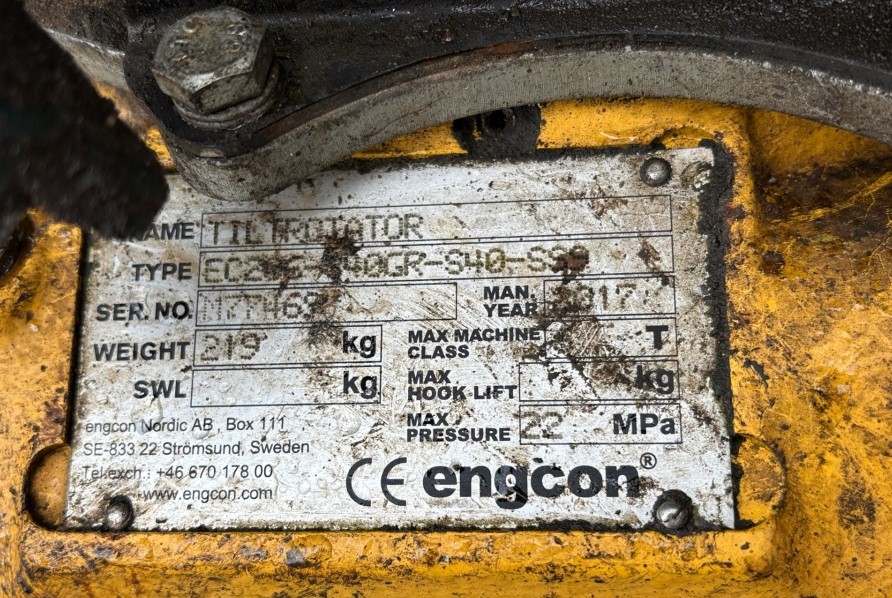 NAME TILTROTATOR
TYPE
SER. NO. MAN. YEAR 2017
WEIGHT 219 kg MAX MACHINE CLASS T
SWL kg MAX HOOK LIFT kg
MAX PRESSURE 22 MPa
engcon Nordic AB , Box 111
SE-833 22 Strömsund, Sweden
Tel.exch.: +46 670 178 00
www.engcon.com
CE engcon®